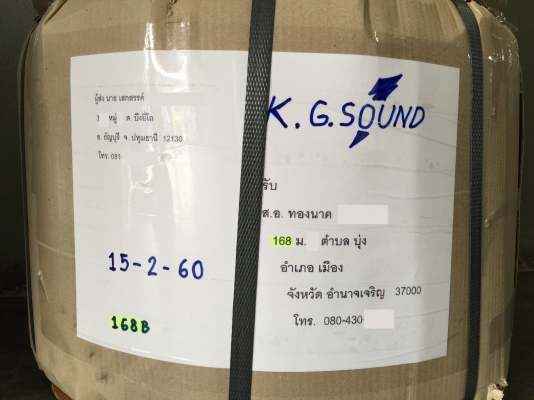 ผู้ส่ง นาย เสกสรรค์
3 หมู่ ต. บึงยี่โถ
อ. ธัญบุรี จ. ปทุมธานี 12130
โทร. 081
K.G.SOUND
รับ
ส.อ. ทองนาค
168 ม. ตำบล บุ่ง
อำเภอ เมือง
จังหวัด อำนาจเจริญ 37000
โทร. 080-430-
15-2-60
168B